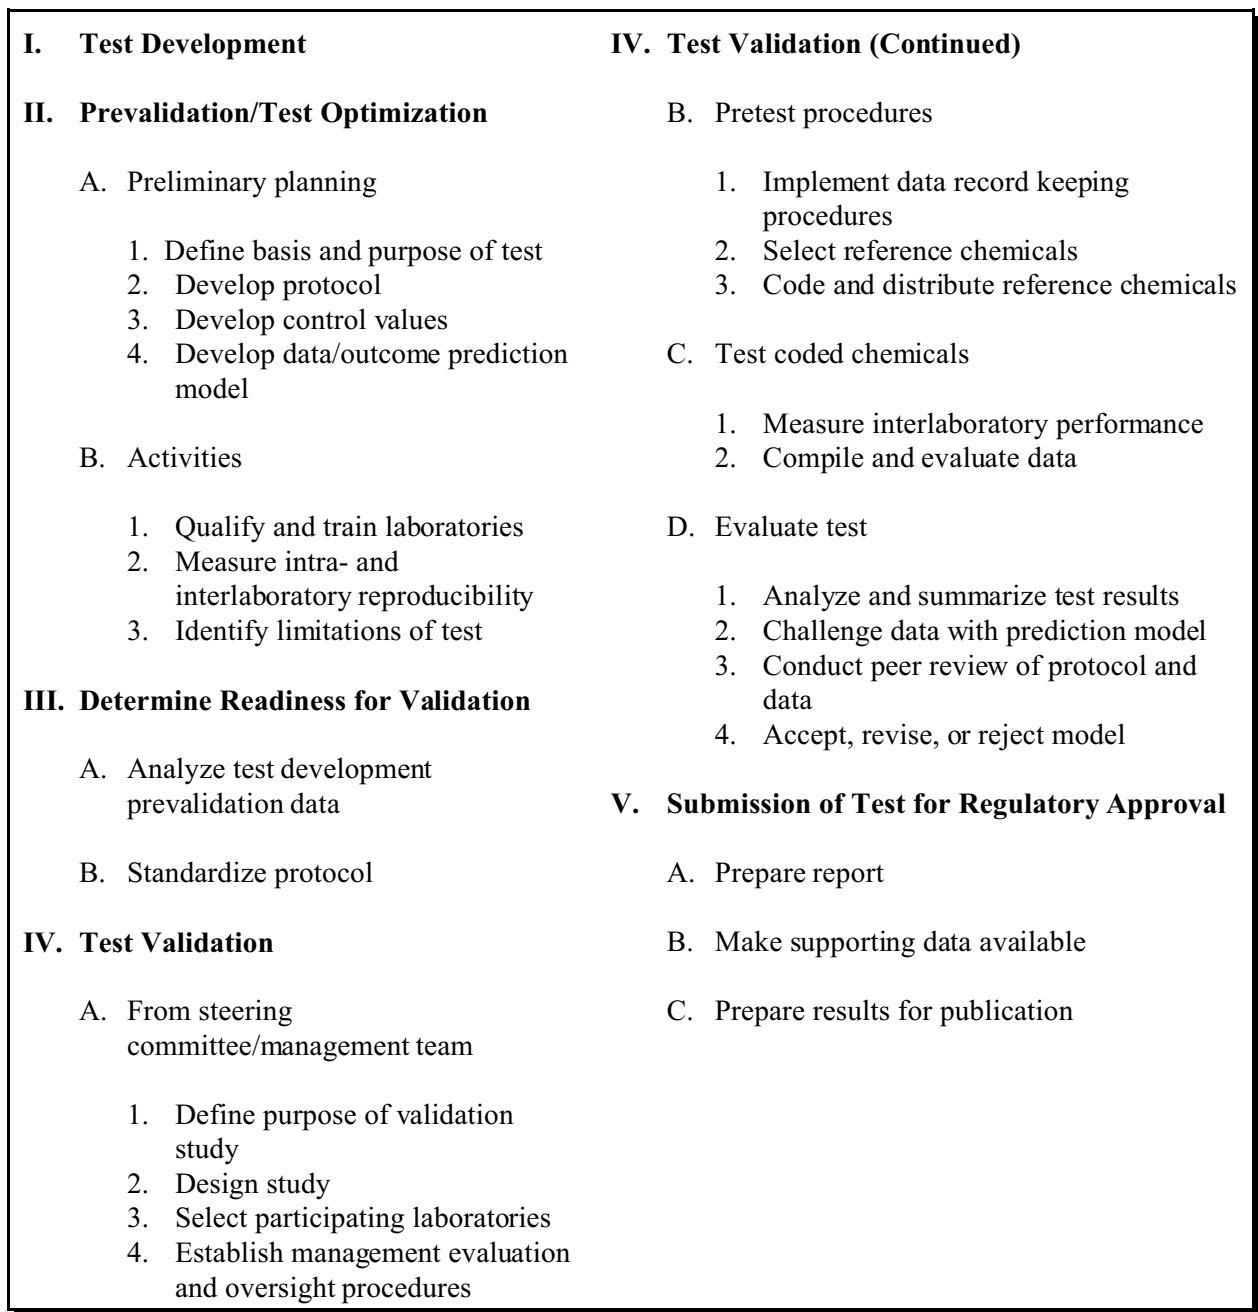 I. Test Development
II. Prevalidation/Test Optimization
A. Preliminary planning
1. Define basis and purpose of test
2. Develop protocol
3. Develop control values
4. Develop data/outcome prediction
model
B. Activities
1. Qualify and train laboratories
2. Measure intra- and
interlaboratory reproducibility
3. Identify limitations of test
III. Determine Readiness for Validation
A. Analyze test development
prevalidation data
B. Standardize protocol
IV. Test Validation
A. From steering
committee/management team
1. Define purpose of validation
study
2. Design study
3. Select participating laboratories
4. Establish management evaluation
and oversight procedures
IV. Test Validation (Continued)
B. Pretest procedures
1. Implement data record keeping
procedures
2. Select reference chemicals
3. Code and distribute reference chemicals
C. Test coded chemicals
1. Measure interlaboratory performance
2. Compile and evaluate data
D. Evaluate test
1. Analyze and summarize test results
2. Challenge data with prediction model
3. Conduct peer review of protocol and
data
4. Accept, revise, or reject model
V. Submission of Test for Regulatory Approval
A. Prepare report
B. Make supporting data available
C. Prepare results for publication